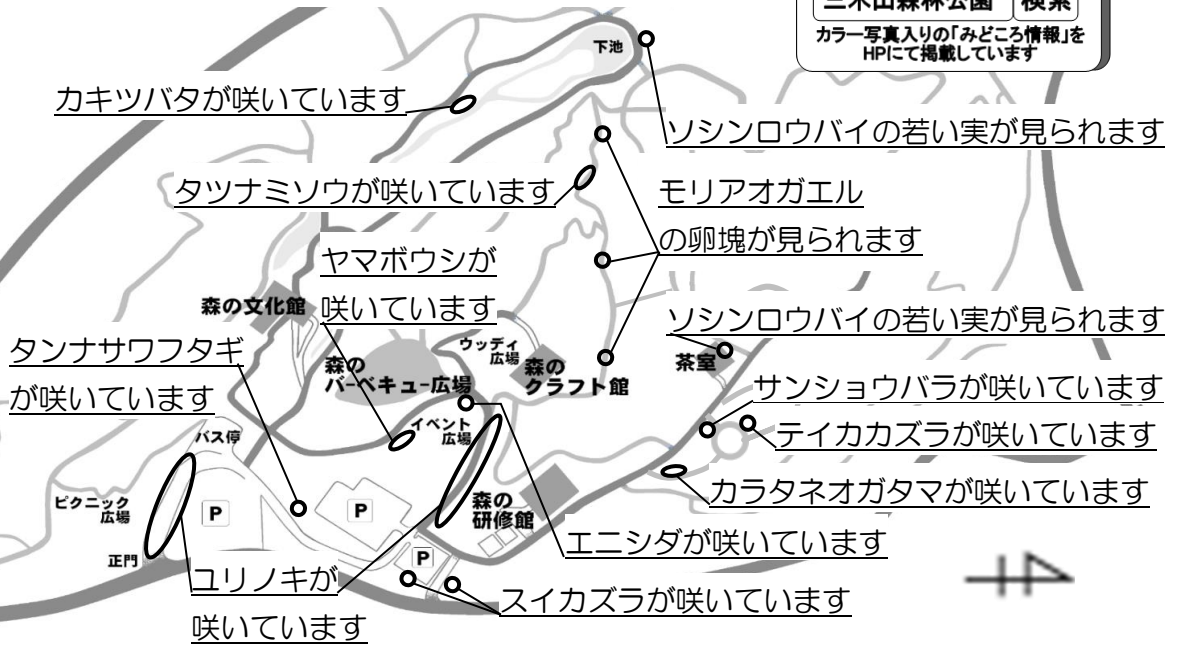 三木山森林公園 検索
カラー写真入りの「みどころ情報」を
HPにて掲載しています
下池
カキツバタが咲いています
ソシンロウバイの若い実が見られます
タツナミソウが咲いています
モリアオガエル
の卵塊が見られます
ヤマボウシが
咲いています
森の文化館
ソシンロウバイの若い実が見られます
タンナサワフタギ
が咲いています
ウッディ
広場
森の
バーベキュー広場
森の
クラフト館
茶室
サンショウバラが咲いています
イベント
広場
テイカカズラが咲いています
バス停
カラタネオガタマが咲いています
ピクニック
広場
P
P
森の
研修館
エニシダが咲いています
正門
P
ユリノキが
咲いています
スイカズラが咲いています